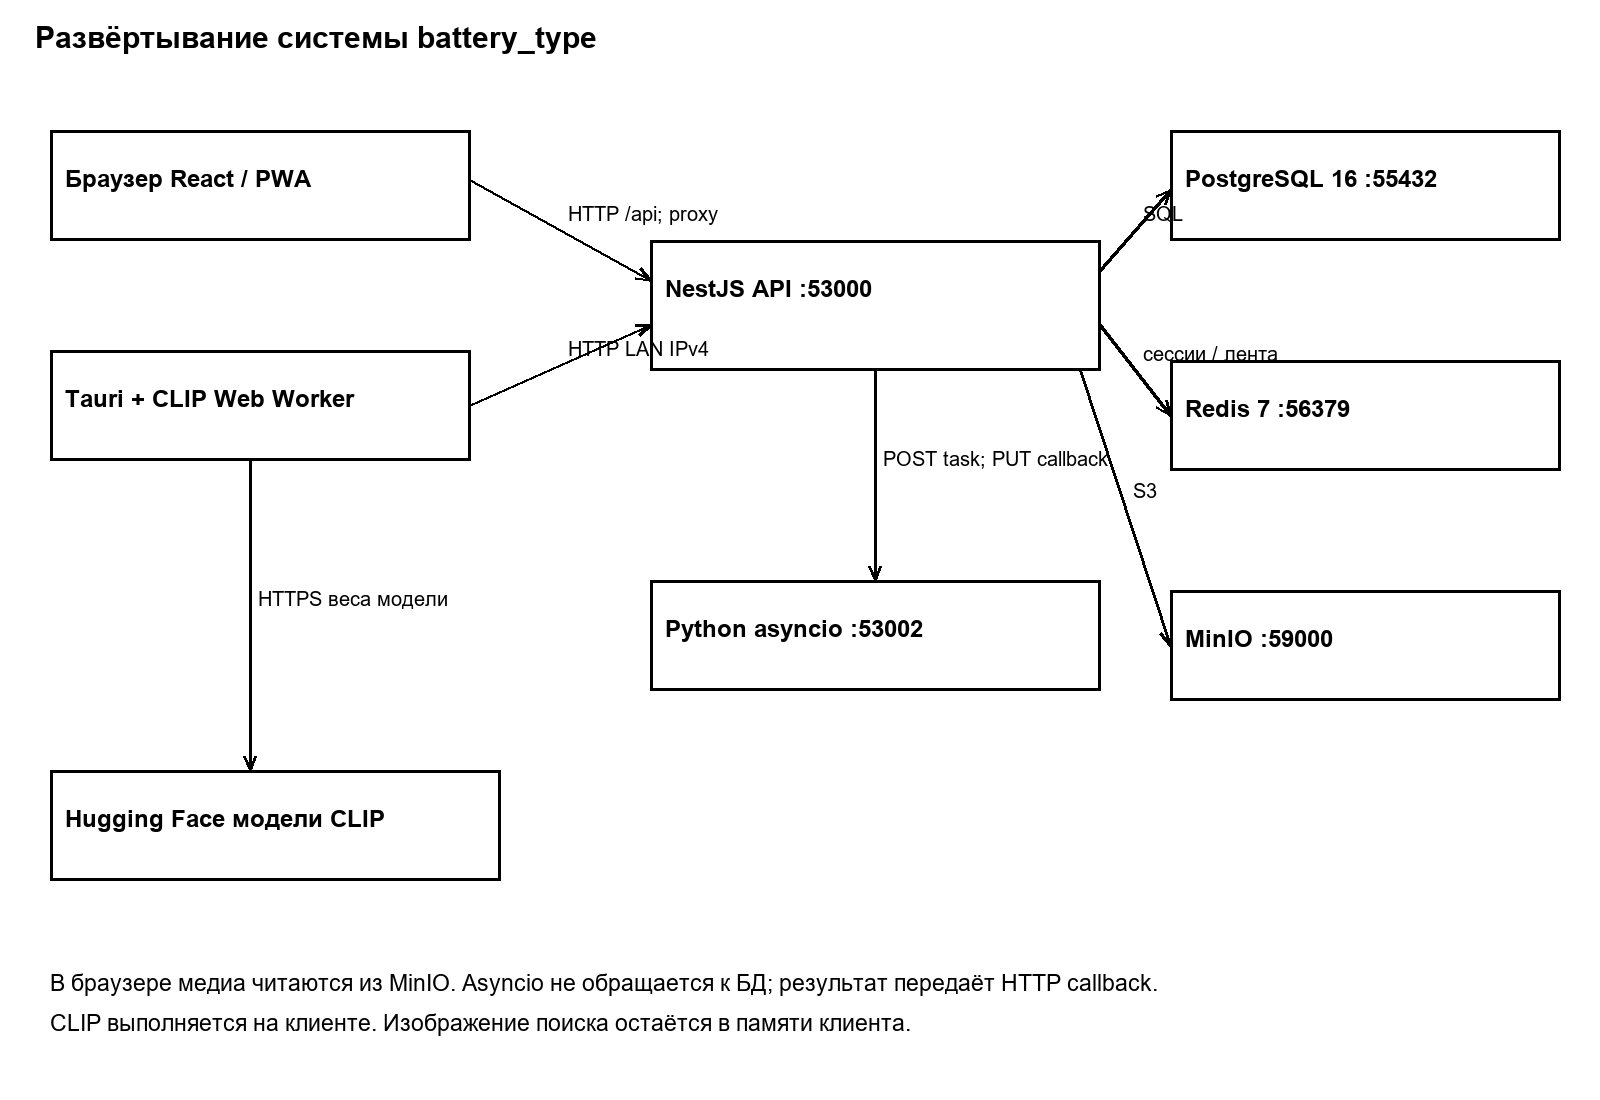 Развёртывание системы battery_type
Браузер React / PWA
HTTP /api; proxy
PostgreSQL 16 :55432
SQL
NestJS API :53000
HTTP LAN IPv4
сессии / лента
Tauri + CLIP Web Worker
Redis 7 :56379
POST task; PUT callback
S3
HTTPS веса модели
Python asyncio :53002
MinIO :59000
Hugging Face модели CLIP
В браузере медиа читаются из MinIO. Asyncio не обращается к БД; результат передаёт HTTP callback.
CLIP выполняется на клиенте. Изображение поиска остаётся в памяти клиента.